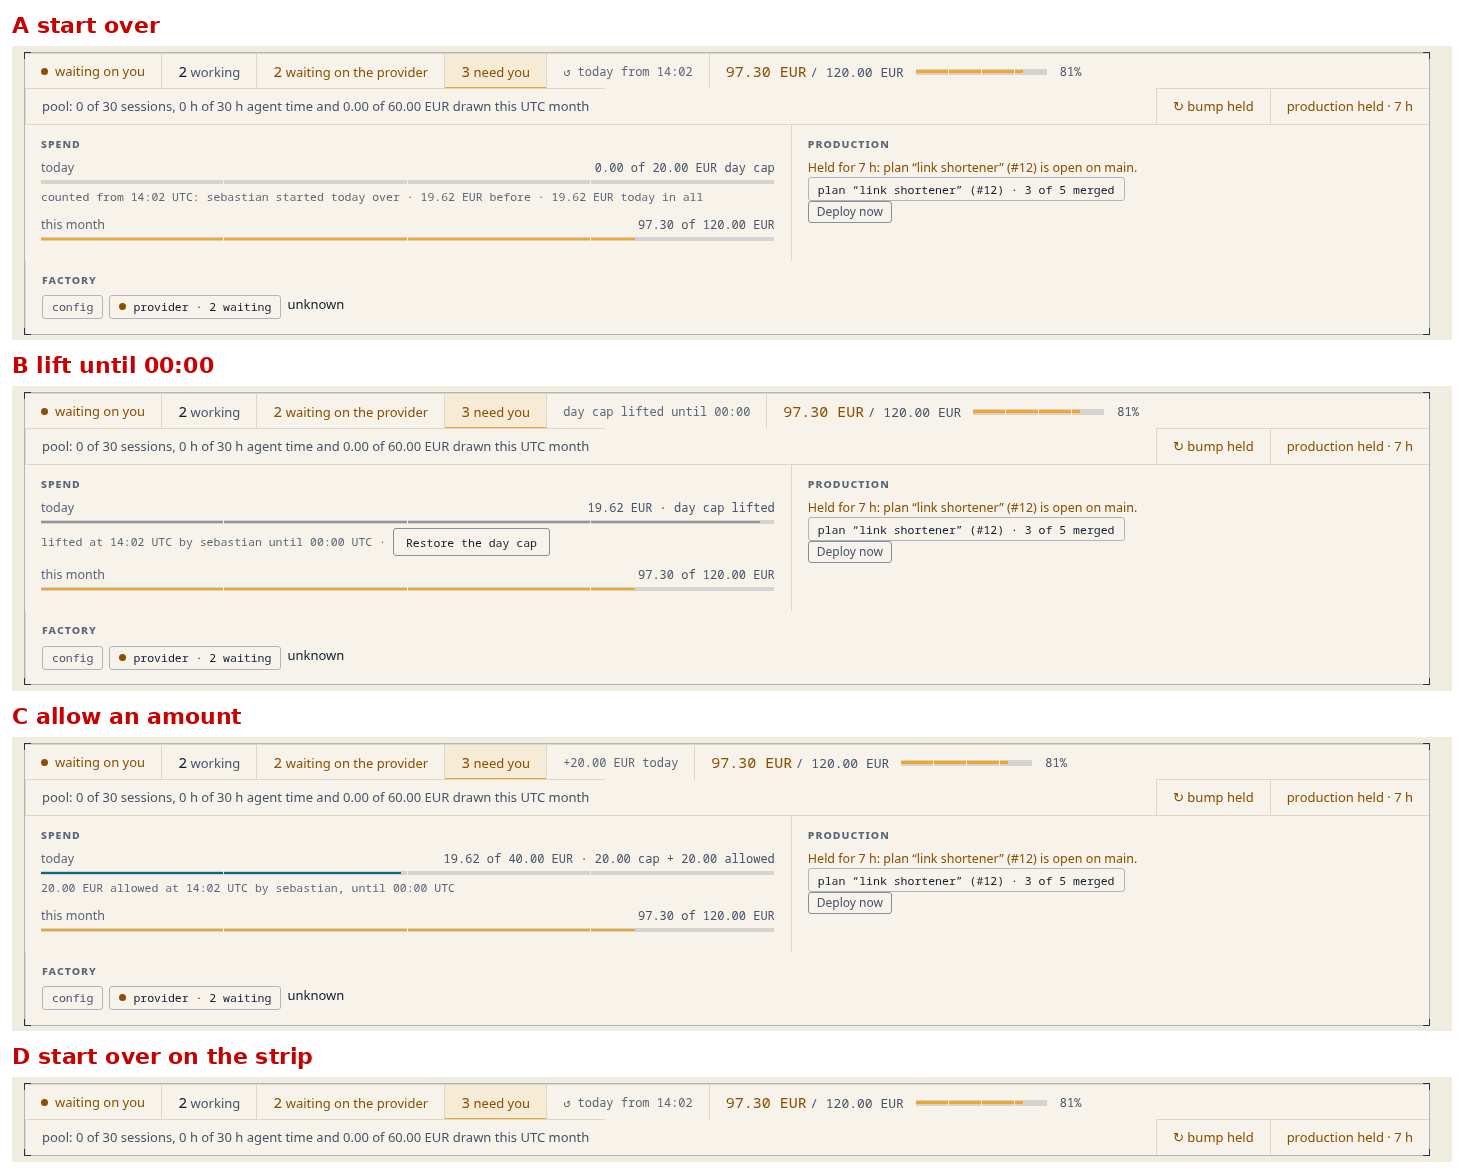 A start over
waiting on you 2 working 2 waiting on the provider 3 need you ↺ today from 14:02 97.30 EUR / 120.00 EUR 81%
pool: 0 of 30 sessions, 0 h of 30 h agent time and 0.00 of 60.00 EUR drawn this UTC month ↻ bump held production held · 7 h
SPEND PRODUCTION
today 0.00 of 20.00 EUR day cap Held for 7 h: plan “link shortener” (#12) is open on main.
plan “link shortener” (#12) · 3 of 5 merged
counted from 14:02 UTC: sebastian started today over · 19.62 EUR before · 19.62 EUR today in all
Deploy now
this month 97.30 of 120.00 EUR
FACTORY
config provider · 2 waiting unknown
B lift until 00:00
waiting on you 2 working 2 waiting on the provider 3 need you day cap lifted until 00:00 97.30 EUR / 120.00 EUR 81%
pool: 0 of 30 sessions, 0 h of 30 h agent time and 0.00 of 60.00 EUR drawn this UTC month ↻ bump held production held · 7 h
SPEND PRODUCTION
today 19.62 EUR · day cap lifted Held for 7 h: plan “link shortener” (#12) is open on main.
plan “link shortener” (#12) · 3 of 5 merged
lifted at 14:02 UTC by sebastian until 00:00 UTC · Restore the day cap
Deploy now
this month 97.30 of 120.00 EUR
FACTORY
config provider · 2 waiting unknown
C allow an amount
waiting on you 2 working 2 waiting on the provider 3 need you +20.00 EUR today 97.30 EUR / 120.00 EUR 81%
pool: 0 of 30 sessions, 0 h of 30 h agent time and 0.00 of 60.00 EUR drawn this UTC month ↻ bump held production held · 7 h
SPEND PRODUCTION
today 19.62 of 40.00 EUR · 20.00 cap + 20.00 allowed Held for 7 h: plan “link shortener” (#12) is open on main.
plan “link shortener” (#12) · 3 of 5 merged
20.00 EUR allowed at 14:02 UTC by sebastian, until 00:00 UTC
Deploy now
this month 97.30 of 120.00 EUR
FACTORY
config provider · 2 waiting unknown
D start over on the strip
waiting on you 2 working 2 waiting on the provider 3 need you ↺ today from 14:02 97.30 EUR / 120.00 EUR 81%
pool: 0 of 30 sessions, 0 h of 30 h agent time and 0.00 of 60.00 EUR drawn this UTC month ↻ bump held production held · 7 h